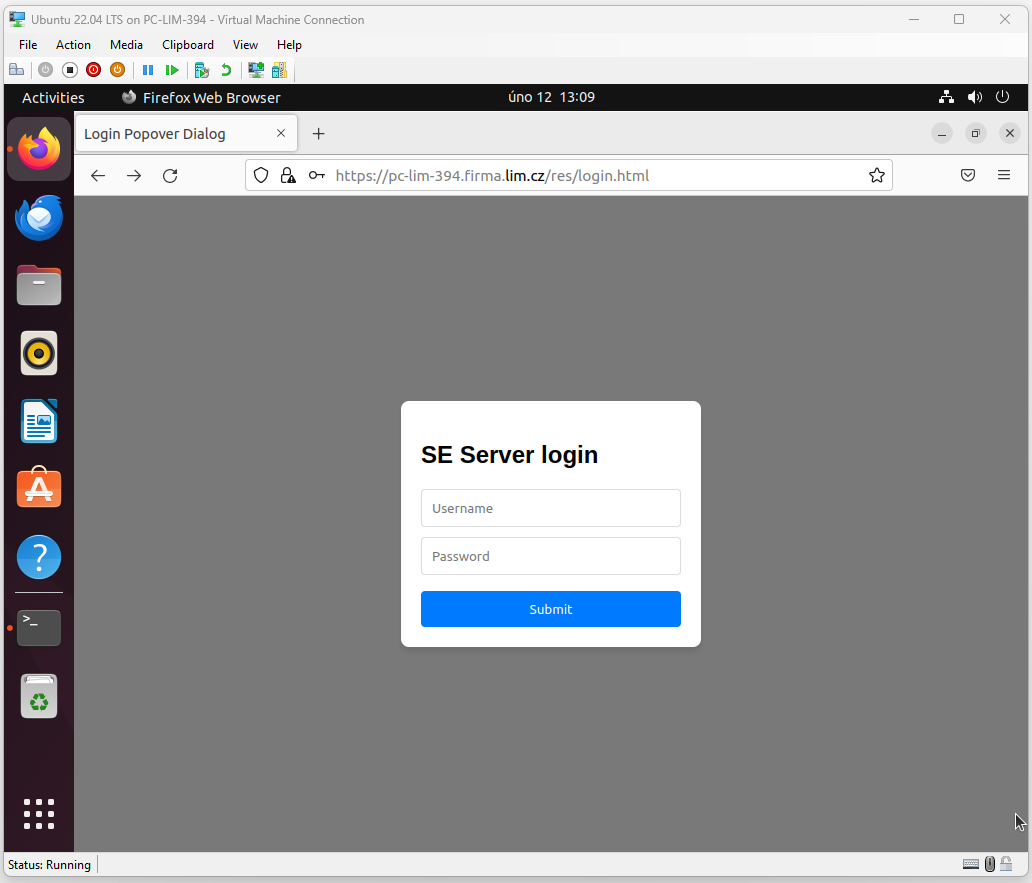 Ubuntu 22.04 LTS on PC-LIM-394 - Virtual Machine Connection
File Action Media Clipboard View Help
Activities Firefox Web Browser úno 12 13:09
Login Popover Dialog
https://pc-lim-394.firma.lim.cz/res/login.html
SE Server login
Username
Password
Submit
Status: Running